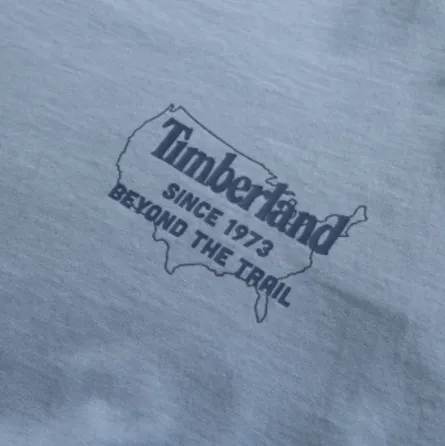 Timberland
SINCE 1973
BEYOND THE TRAIL